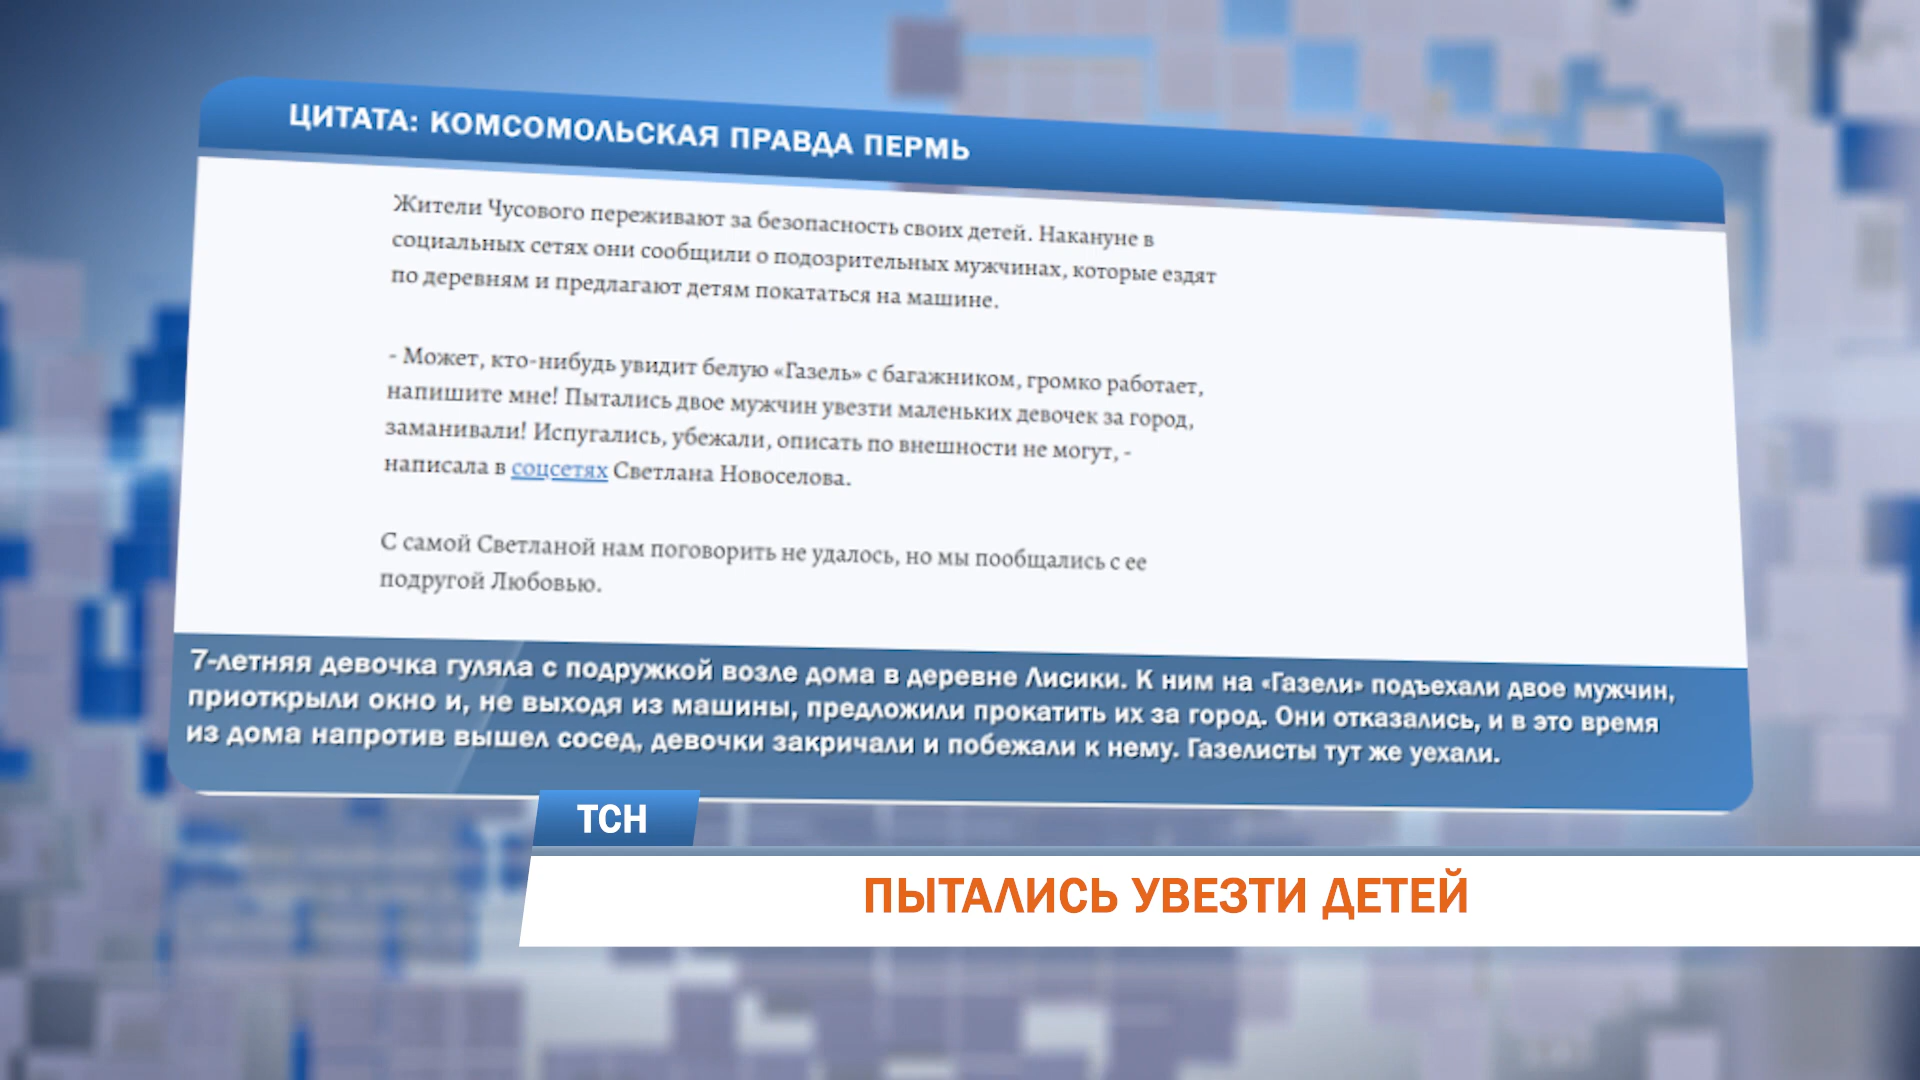 ЦИТАТА: КОМСОМОЛЬСКАЯ ПРАВДА ПЕРМЬ
Жители Чусового переживают за безопасность своих детей. Накануне в
социальных сетях они сообщили о подозрительных мужчинах, которые ездят
по деревням и предлагают детям покататься на машине.
- Может, кто-нибудь увидит белую «Газель» с багажником, громко работает,
напишите мне! Пытались двое мужчин увезти маленьких девочек за город,
заманивали! Испугались, убежали, описать по внешности не могут, -
написала в соцсетях Светлана Новоселова.
С самой Светланой нам поговорить не удалось, но мы пообщались с ее
подругой Любовью.
7-летняя девочка гуляла с подружкой возле дома в деревне Лисики. К ним на «Газели» подъехали двое мужчин,
приоткрыли окно и, не выходя из машины, предложили прокатить их за город. Они отказались, и в это время
из дома напротив вышел сосед, девочки закричали и побежали к нему. Газелисты тут же уехали.
ТСН
ПЫТАЛИСЬ УВЕЗТИ ДЕТЕЙ